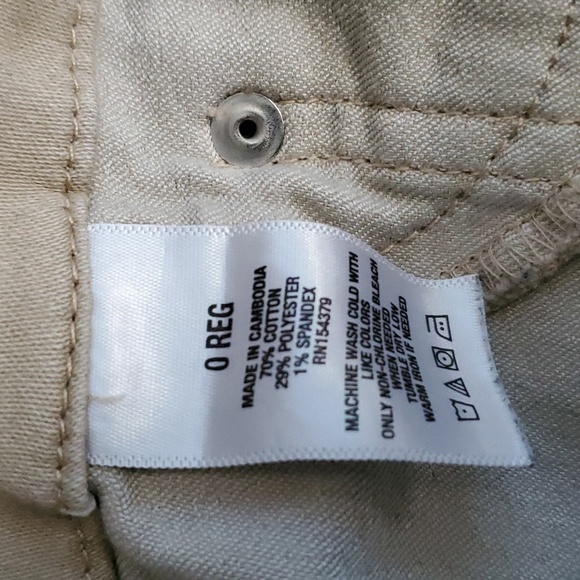 0 REG
MADE IN CAMBODIA
70% COTTON
29% POLYESTER
1% SPANDEX
RN154379
MACHINE WASH COLD WITH
LIKE COLORS
ONLY NON-CHLORINE BLEACH
WHEN NEEDED
TUMBLE DRY LOW
WARM IRON IF NEEDED